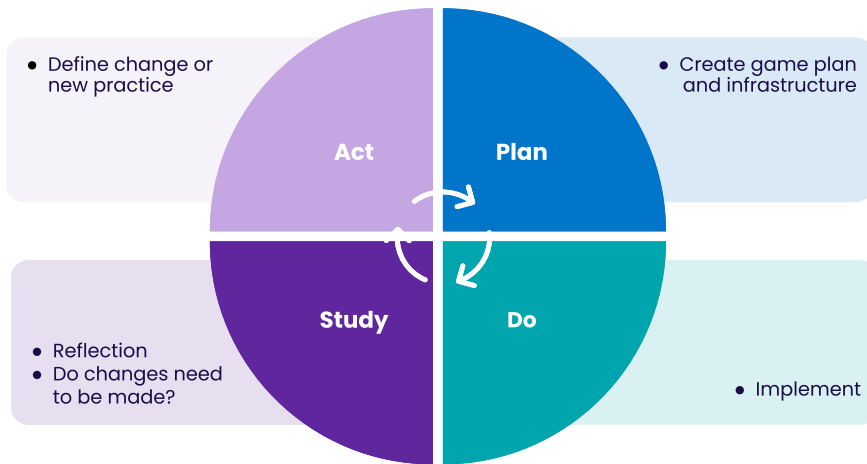 ● Define change or
new practice
● Create game plan
and infrastructure
Act
Plan
Study
Do
● Reflection
● Do changes need
to be made?
● Implement